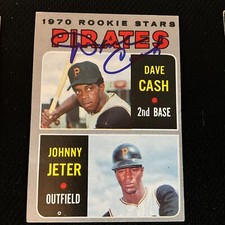 1970 ROOKIE STARS
PIRATES
DAVE
CASH
2nd BASE
JOHNNY
JETER
OUTFIELD